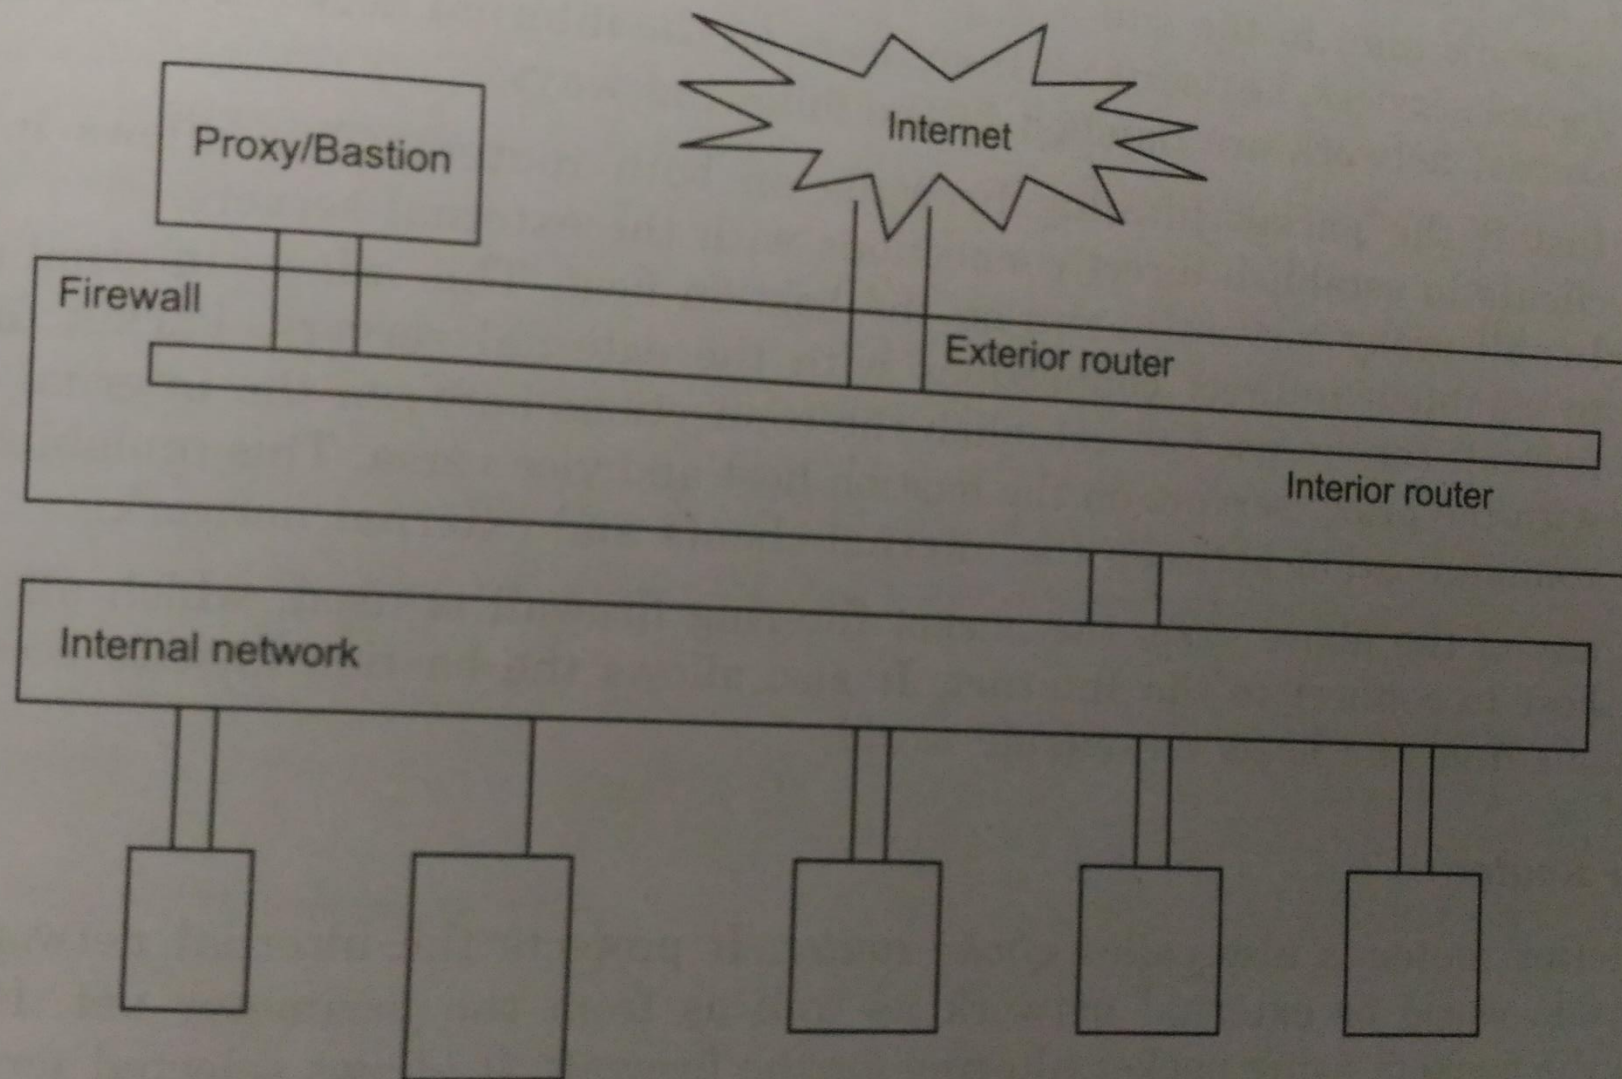 Proxy/Bastion
Internet
Firewall
Exterior router
Interior router
Internal network